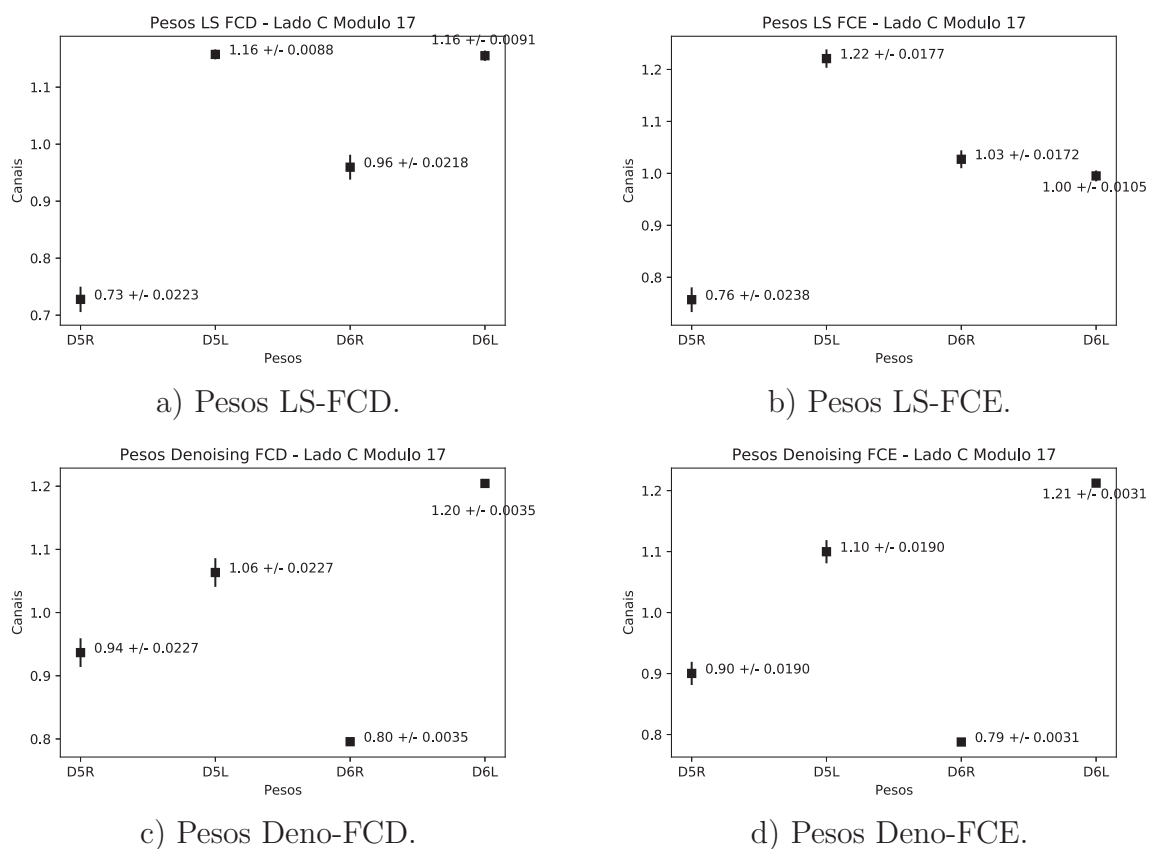 Pesos LS FCD - Lado C Modulo 17
1.16 +/- 0.0088
1.16 +/- 0.0091
0.96 +/- 0.0218
0.73 +/- 0.0223
1.1
1.0
0.9
0.8
0.7
Canais
D5R D5L D6R D6L
Pesos
a) Pesos LS-FCD.
Pesos LS FCE - Lado C Modulo 17
1.22 +/- 0.0177
1.03 +/- 0.0172
1.00 +/- 0.0105
0.76 +/- 0.0238
1.2
1.1
1.0
0.9
0.8
Canais
D5R D5L D6R D6L
Pesos
b) Pesos LS-FCE.
Pesos Denoising FCD - Lado C Modulo 17
1.20 +/- 0.0035
1.06 +/- 0.0227
0.94 +/- 0.0227
0.80 +/- 0.0035
1.2
1.1
1.0
0.9
0.8
Canais
D5R D5L D6R D6L
Pesos
c) Pesos Deno-FCD.
Pesos Denoising FCE - Lado C Modulo 17
1.21 +/- 0.0031
1.10 +/- 0.0190
0.90 +/- 0.0190
0.79 +/- 0.0031
1.2
1.1
1.0
0.9
0.8
Canais
D5R D5L D6R D6L
Pesos
d) Pesos Deno-FCE.